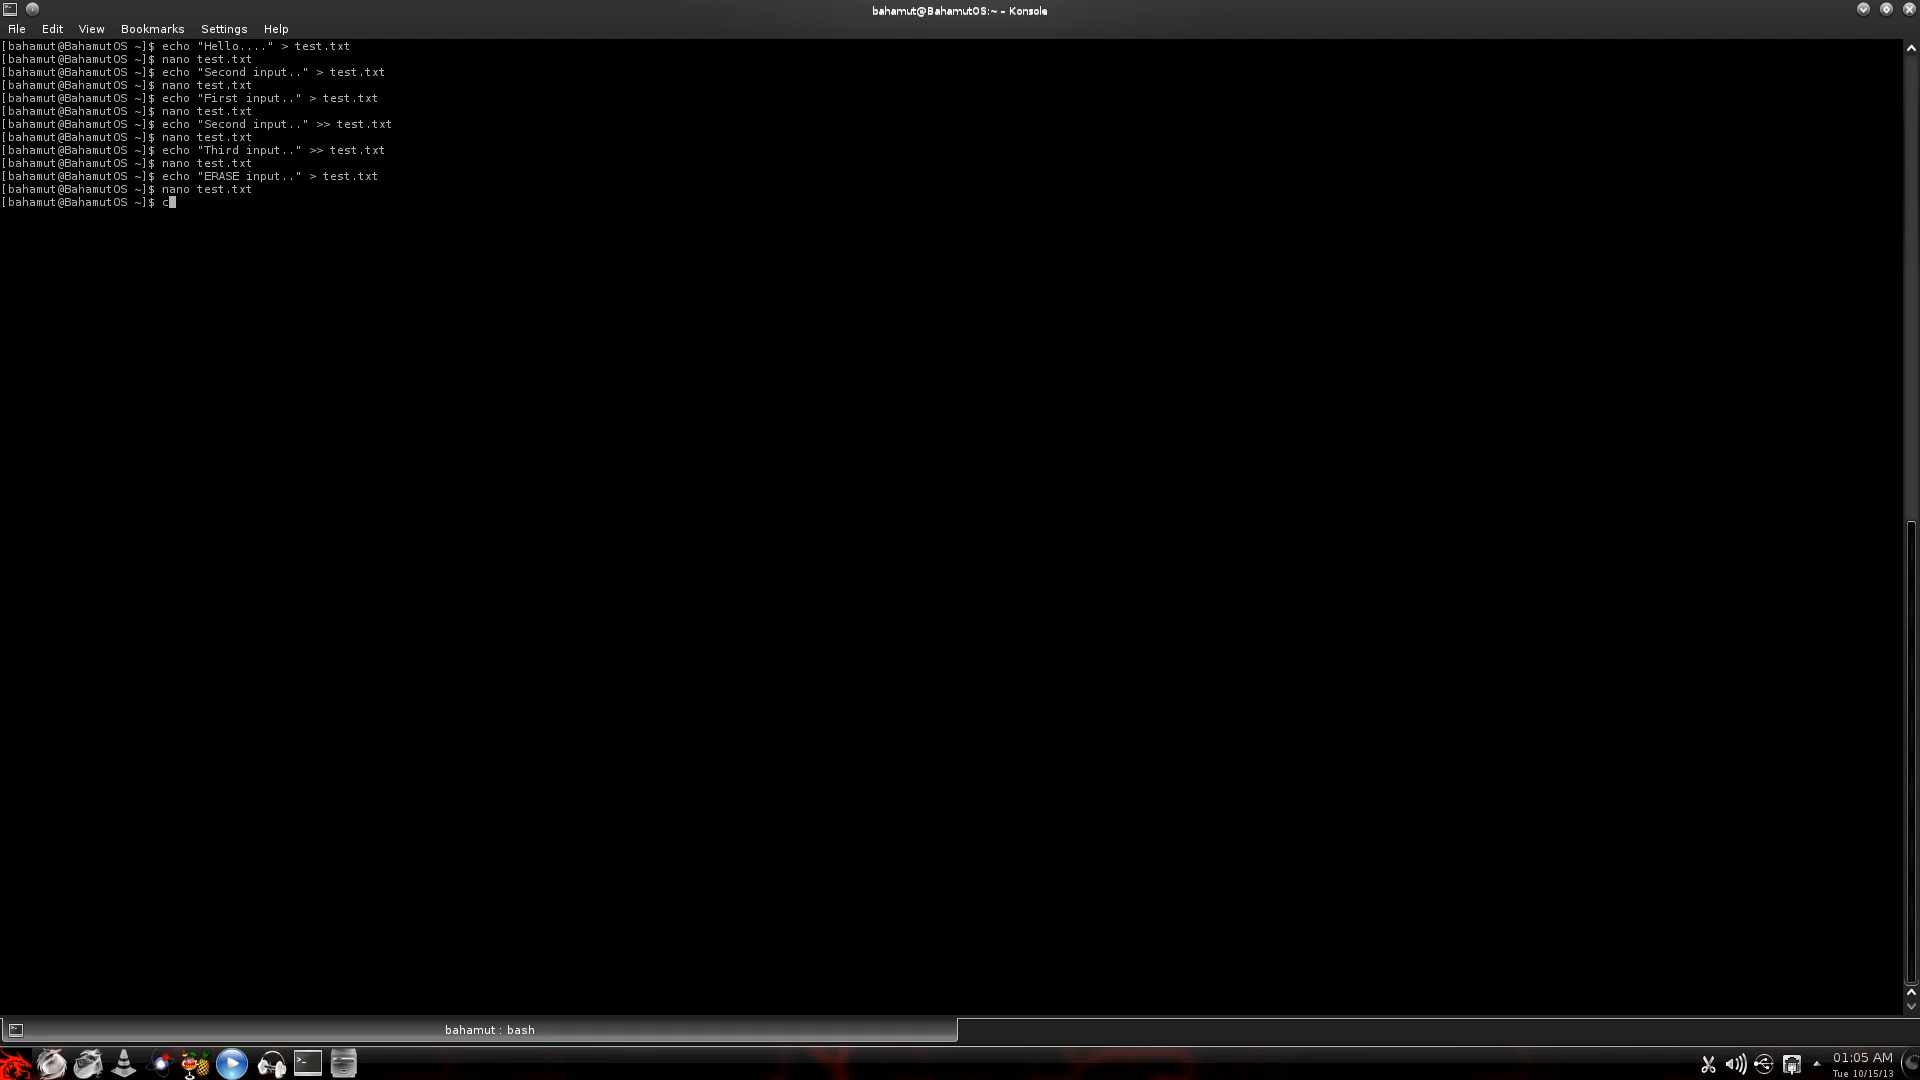 bahamut@BahamutOS:~ - Konsole
File Edit View Bookmarks Settings Help
[bahamut@BahamutOS ~]$ echo "Hello...." > test.txt
[bahamut@BahamutOS ~]$ nano test.txt
[bahamut@BahamutOS ~]$ echo "Second input.." > test.txt
[bahamut@BahamutOS ~]$ nano test.txt
[bahamut@BahamutOS ~]$ echo "First input.." > test.txt
[bahamut@BahamutOS ~]$ nano test.txt
[bahamut@BahamutOS ~]$ echo "Second input.." >> test.txt
[bahamut@BahamutOS ~]$ nano test.txt
[bahamut@BahamutOS ~]$ echo "Third input.." >> test.txt
[bahamut@BahamutOS ~]$ nano test.txt
[bahamut@BahamutOS ~]$ echo "ERASE input.." > test.txt
[bahamut@BahamutOS ~]$ nano test.txt
[bahamut@BahamutOS ~]$ c
bahamut : bash
01:05 AM
Tue 10/15/13